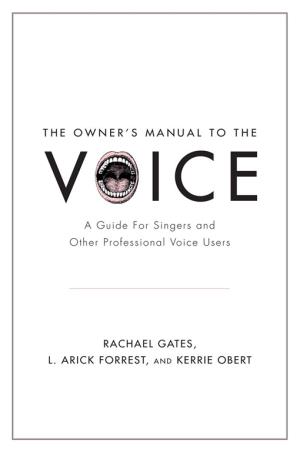 THE OWNER'S MANUAL TO THE
VOICE
A Guide For Singers and
Other Professional Voice Users
RACHAEL GATES,
L. ARICK FORREST, AND KERRIE OBERT